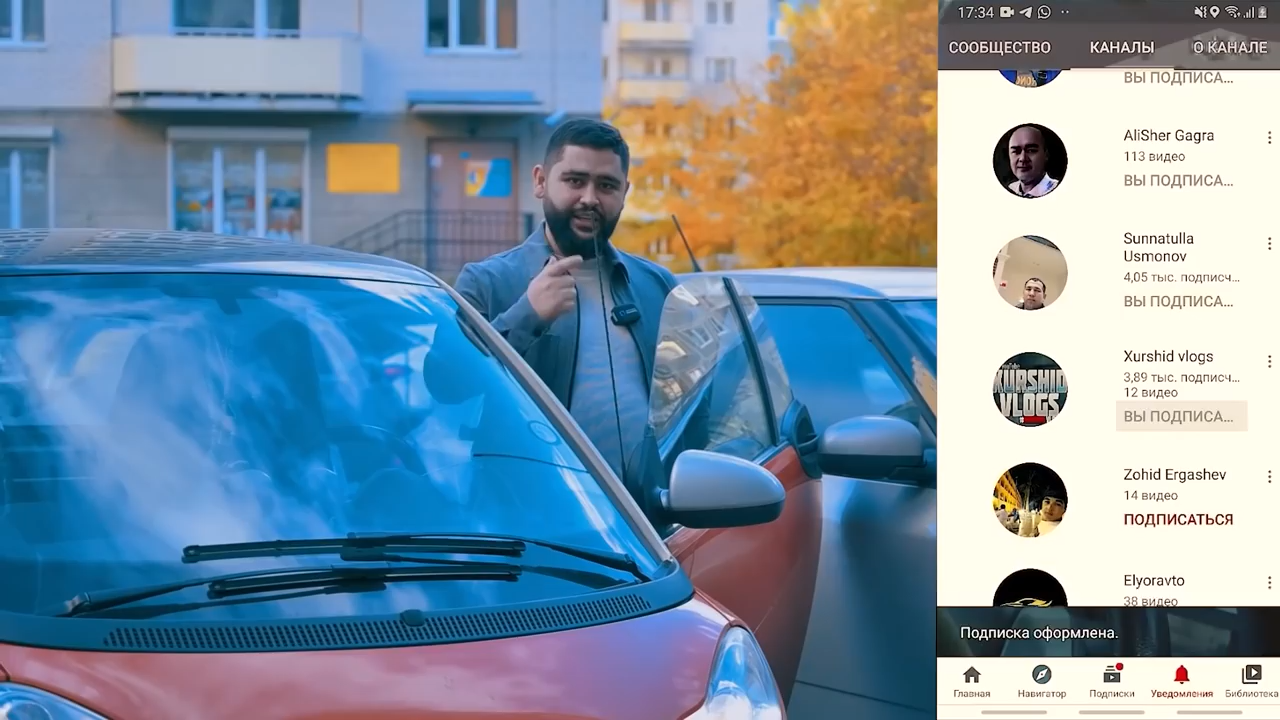 17:34
СООБЩЕСТВО КАНАЛЫ О КАНАЛЕ
ВЫ ПОДПИСА...
AliSher Gagra
113 видео
ВЫ ПОДПИСА...
Sunnatulla
Usmonov
4,05 тыс. подписч...
ВЫ ПОДПИСА...
XURSHID
VLOGS
Xurshid vlogs
3,89 тыс. подписч...
12 видео
ВЫ ПОДПИСА...
Zohid Ergashev
14 видео
ПОДПИСАТЬСЯ
Elyoravto
38 видео
Подписка оформлена.
Главная Навигатор Подписки Уведомления Библиотека